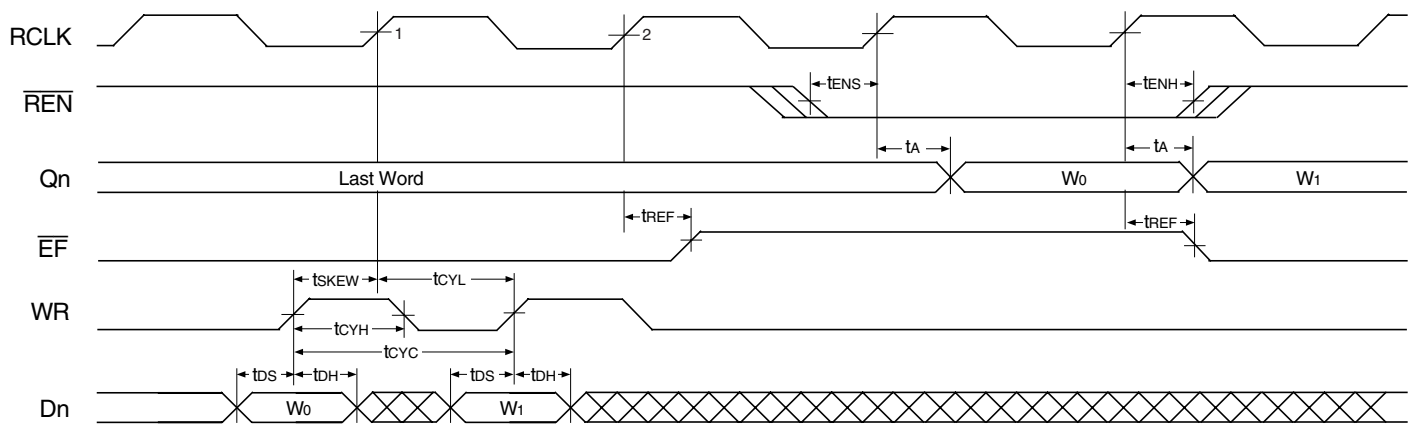 RCLK 1 2
REN tENS tENH
tA tA
Qn Last Word W0 W1
tREF tREF
EF
tSKEW tCYL
WR
tCYH
tCYC
tDS tDH tDS tDH
Dn W0 W1